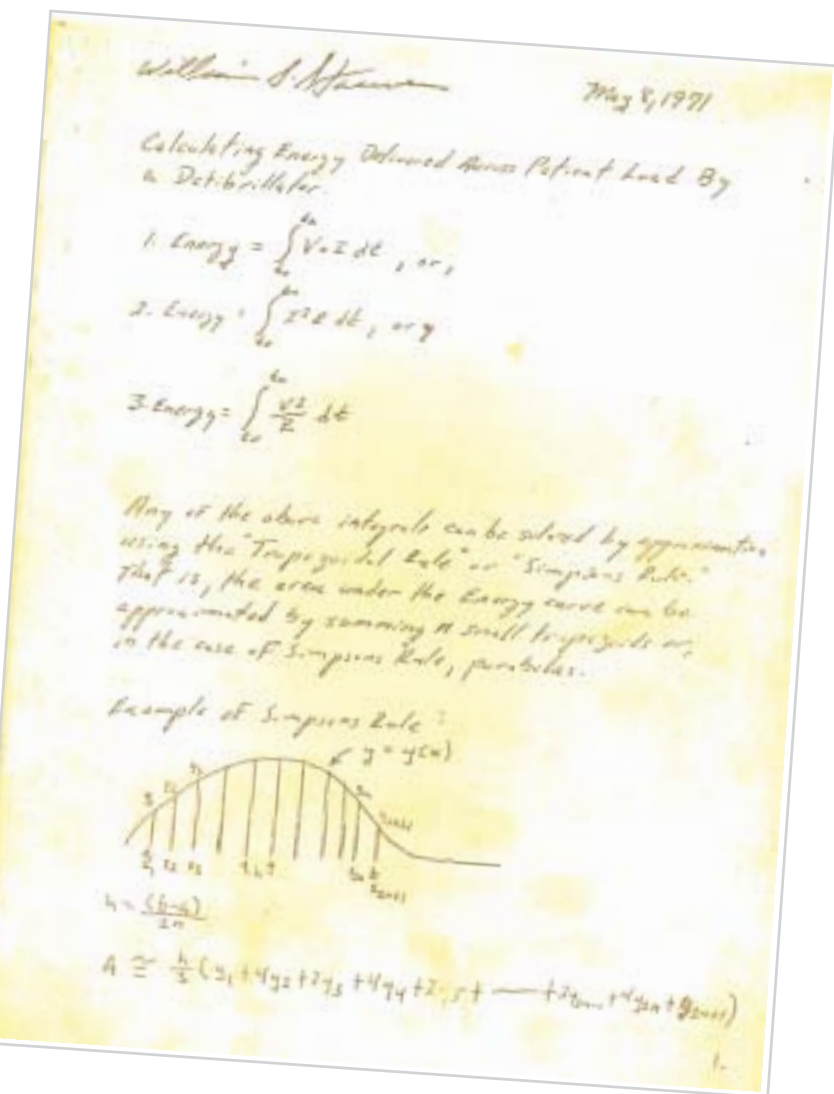 William S.
May 8, 1971
Calculating Energy Delivered Across Patient Load By
a Defibrillator.
1. Energy = ∫ V·I dt , or,
2. Energy = ∫ I²R dt , or
3. Energy = ∫ V²/R dt
Any of the above integrals can be solved by approximation
using the "Trapezoidal Rule" or "Simpsons Rule."
That is, the area under the Energy curve can be
approximated by summing n small trapezoids or,
in the case of Simpsons Rule, parabolas.
Example of Simpsons Rule:
y = y(x)
h = (b-a)/2n
A ≅ h/3 (y₁ + 4y₂ + 2y₃ + 4y₄ + 2 + — + 4y₂ₙ + y₂ₙ₊₁)
1.